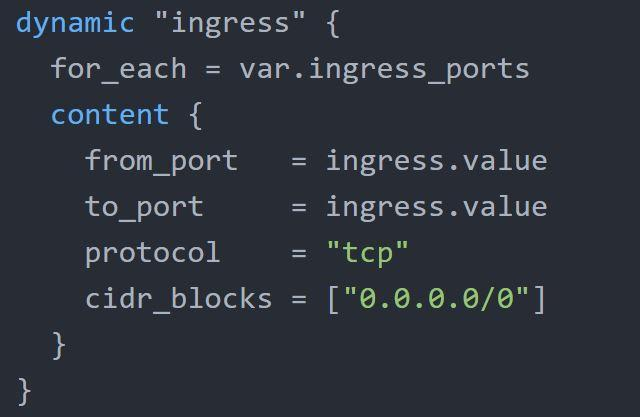 dynamic "ingress" {
  for_each = var.ingress_ports
  content {
    from_port   = ingress.value
    to_port     = ingress.value
    protocol    = "tcp"
    cidr_blocks = ["0.0.0.0/0"]
  }
}